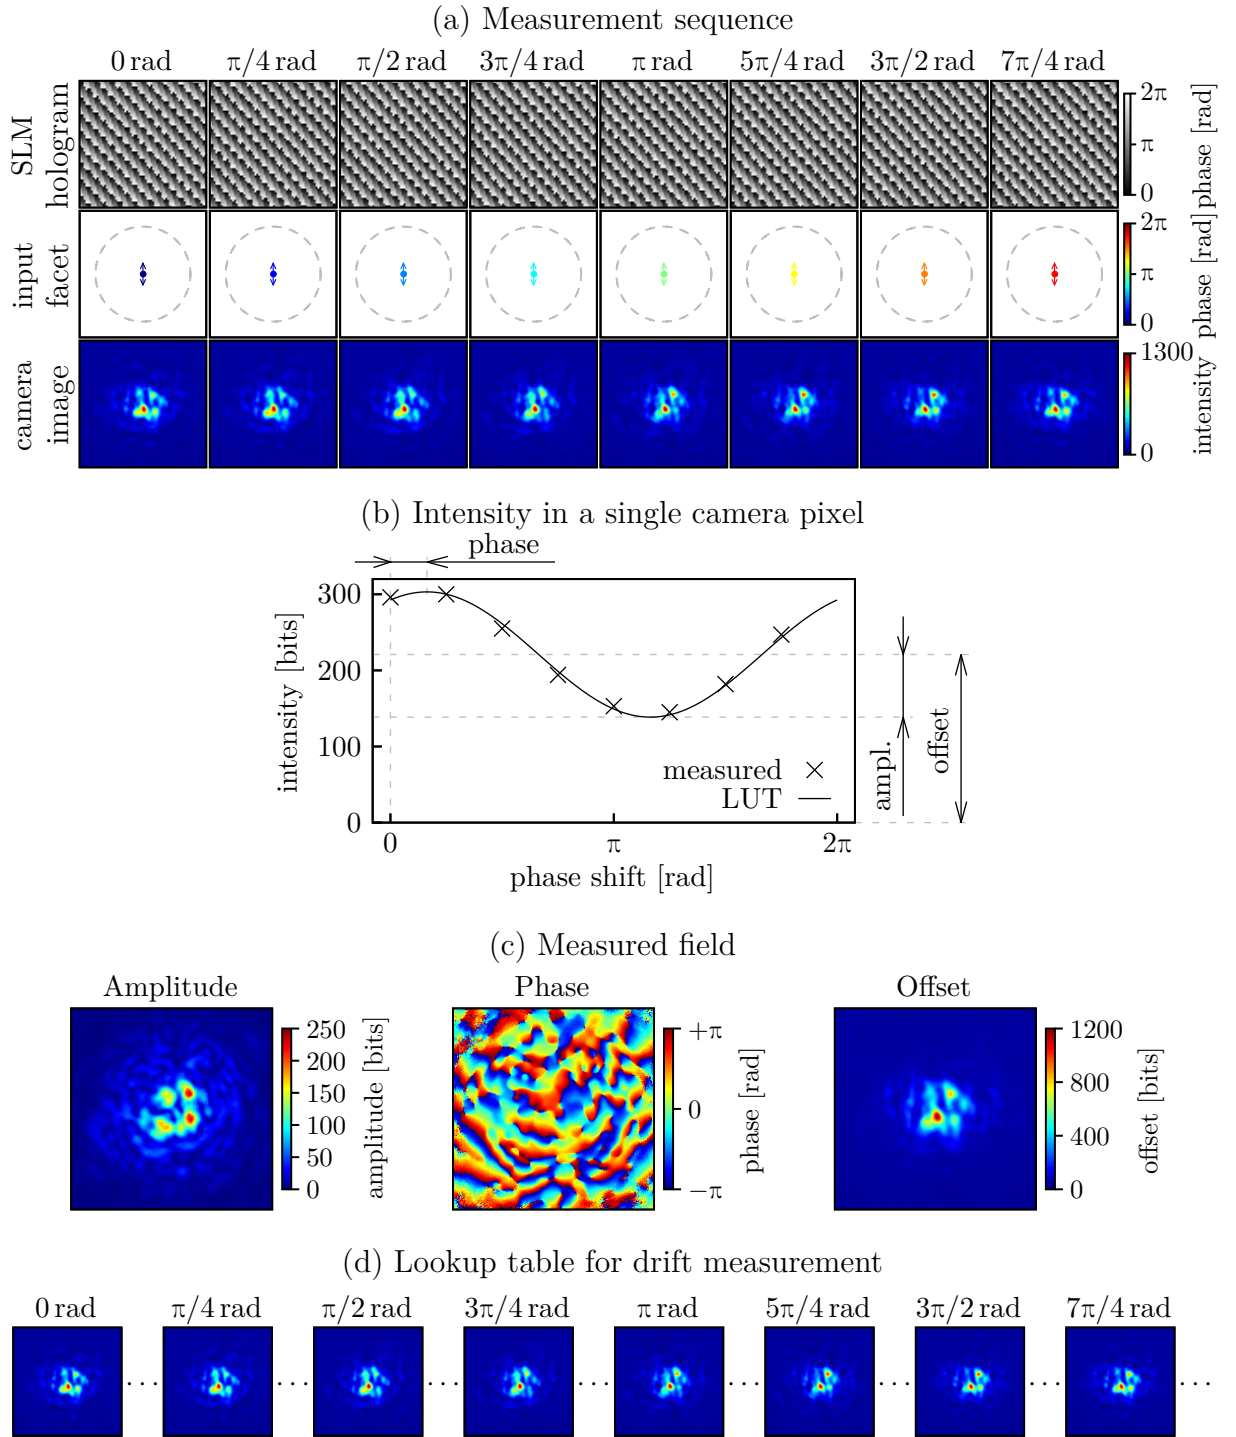 (a) Measurement sequence
0 rad π/4 rad π/2 rad 3π/4 rad π rad 5π/4 rad 3π/2 rad 7π/4 rad
SLM
hologram
2π
π
0
phase [rad]
input
facet
2π
π
0
phase [rad]
camera
image
1300
0
intensity
(b) Intensity in a single camera pixel
phase
300
200
100
0
intensity [bits]
measured
LUT
ampl.
offset
0 π 2π
phase shift [rad]
(c) Measured field
Amplitude Phase Offset
250
200
150
100
50
0
amplitude [bits]
+π
0
−π
phase [rad]
1200
800
400
0
offset [bits]
(d) Lookup table for drift measurement
0 rad π/4 rad π/2 rad 3π/4 rad π rad 5π/4 rad 3π/2 rad 7π/4 rad
... ... ... ... ... ... ... ...